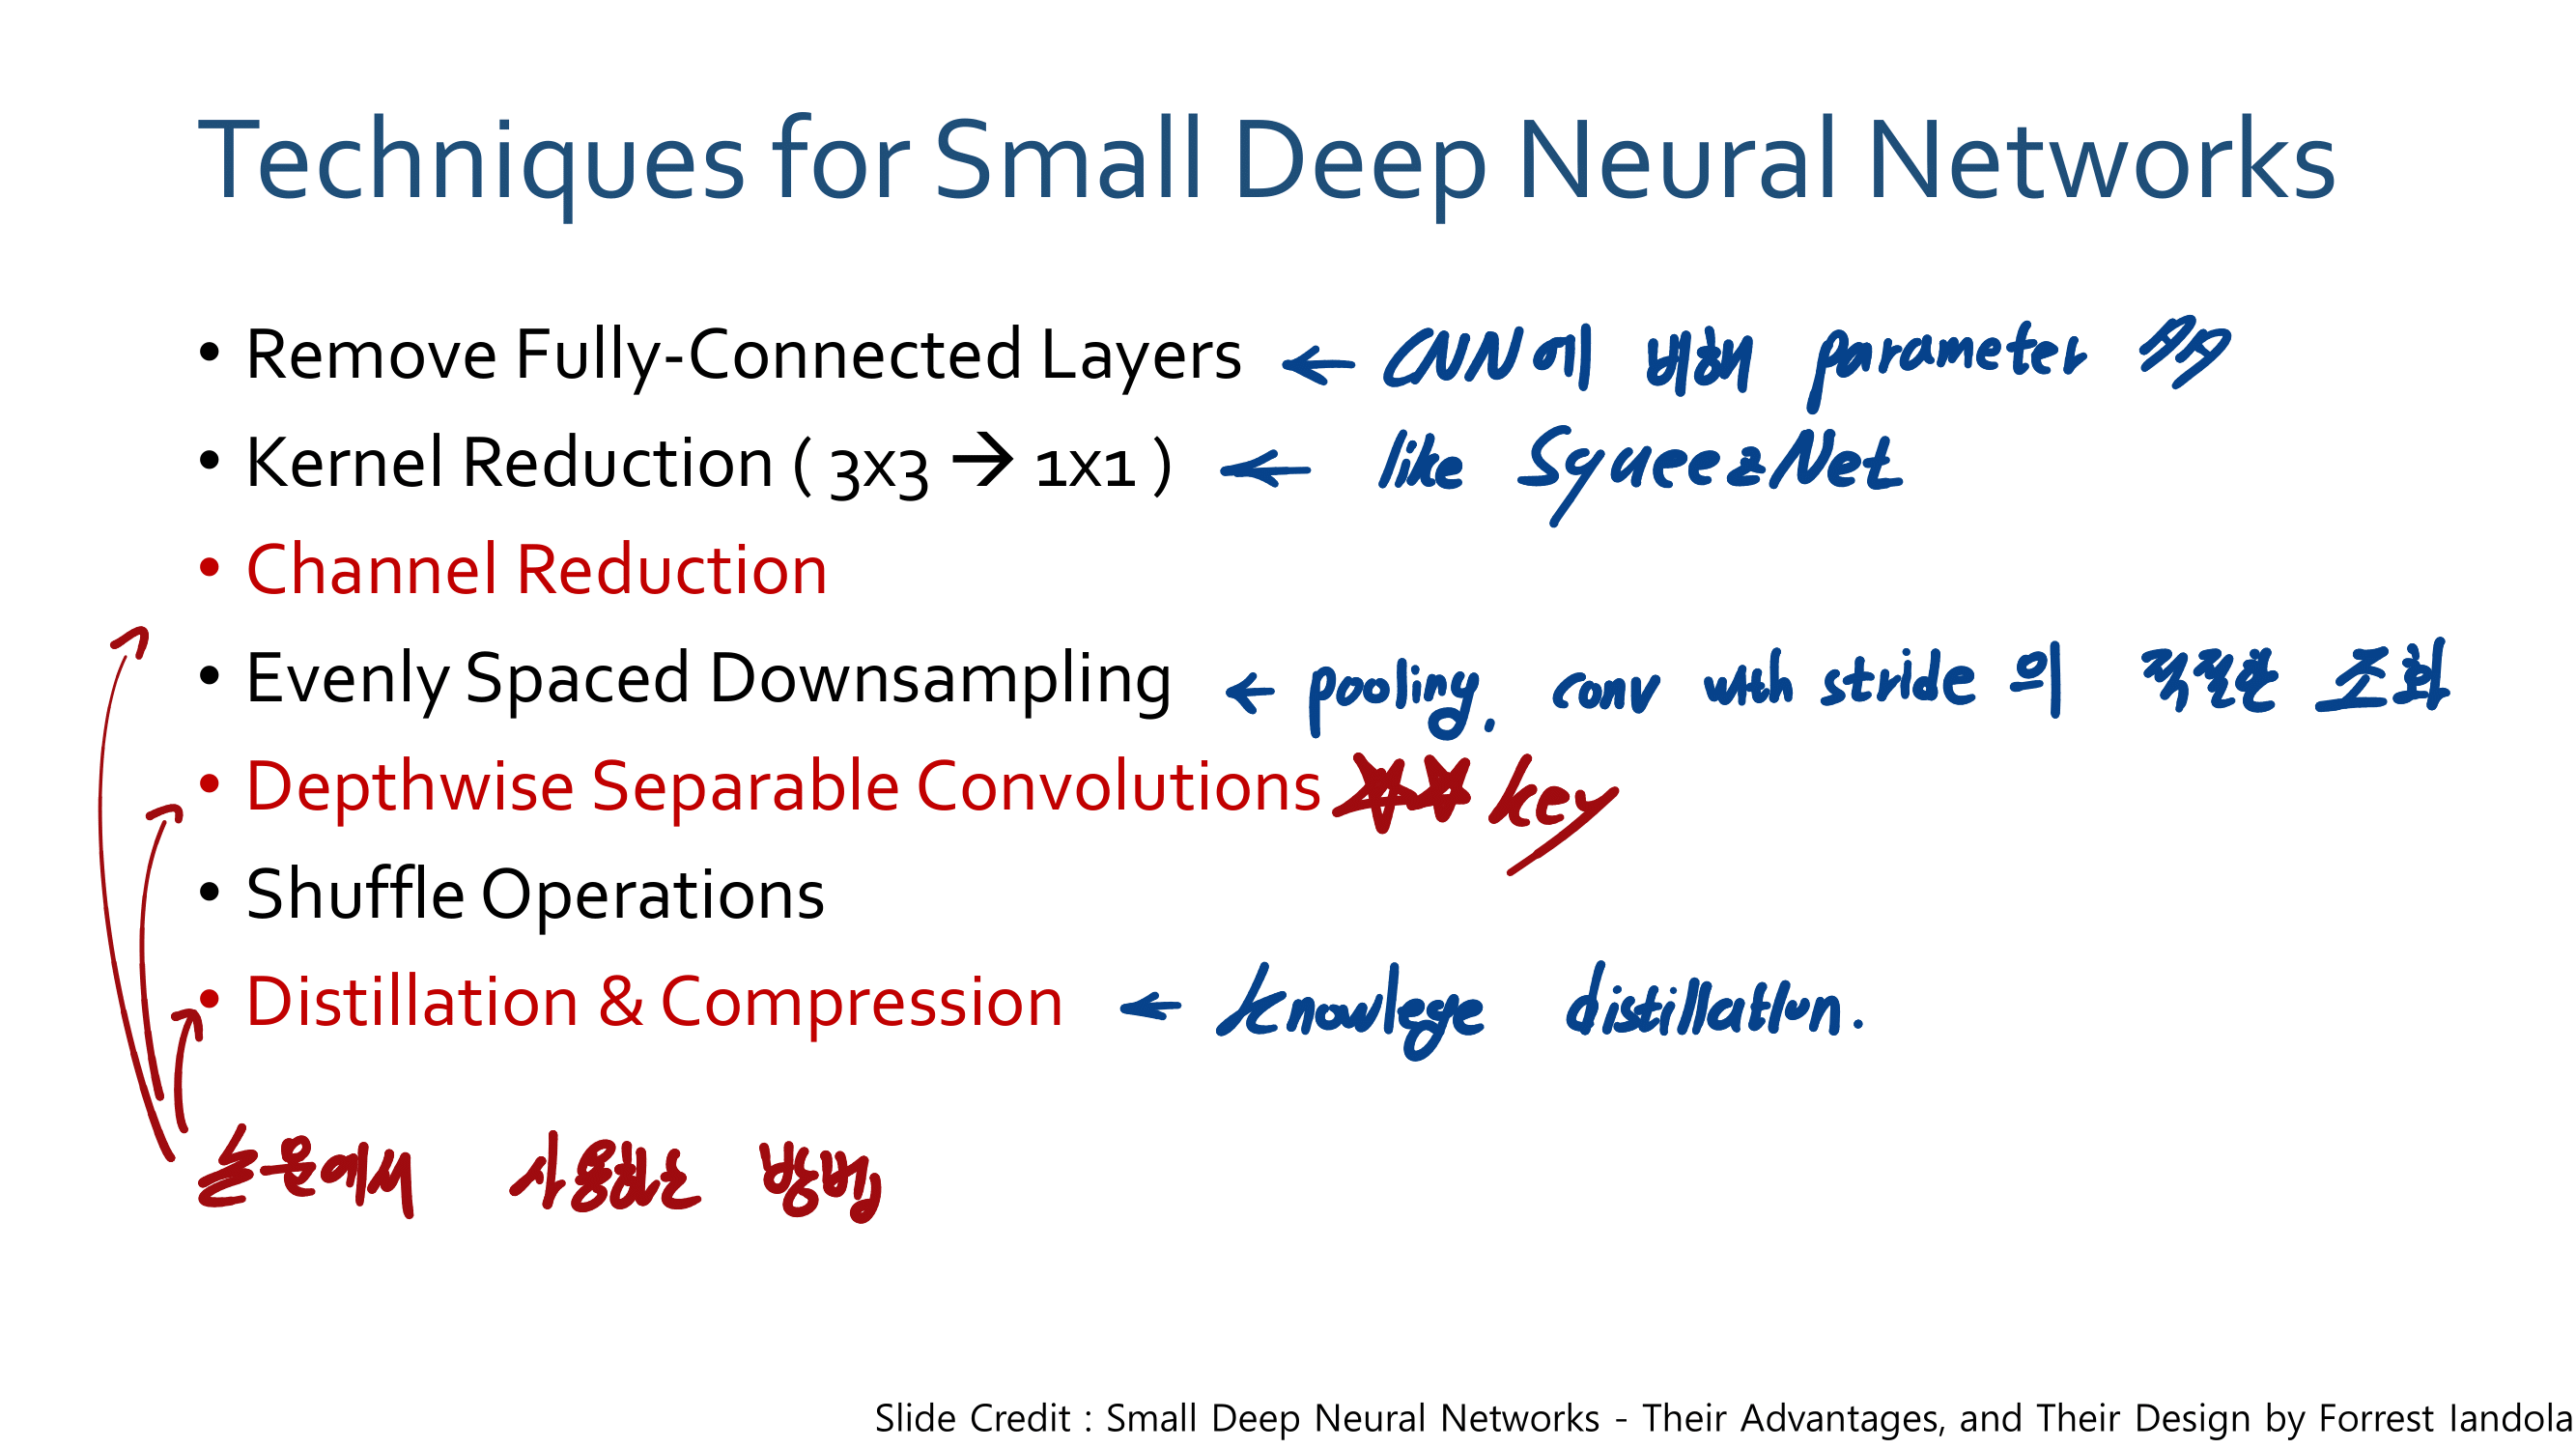 Techniques for Small Deep Neural Networks
• Remove Fully-Connected Layers ← CNN에 비해 parameter ↗↗
• Kernel Reduction ( 3x3 → 1x1 ) ← like SqueezNet
• Channel Reduction
• Evenly Spaced Downsampling ← pooling, conv with stride 의 적절한 조화
• Depthwise Separable Convolutions ☆☆ key
• Shuffle Operations
• Distillation & Compression ← knowlege distillation.
논문에서 사용하는 방법
Slide Credit : Small Deep Neural Networks - Their Advantages, and Their Design by Forrest Iandola